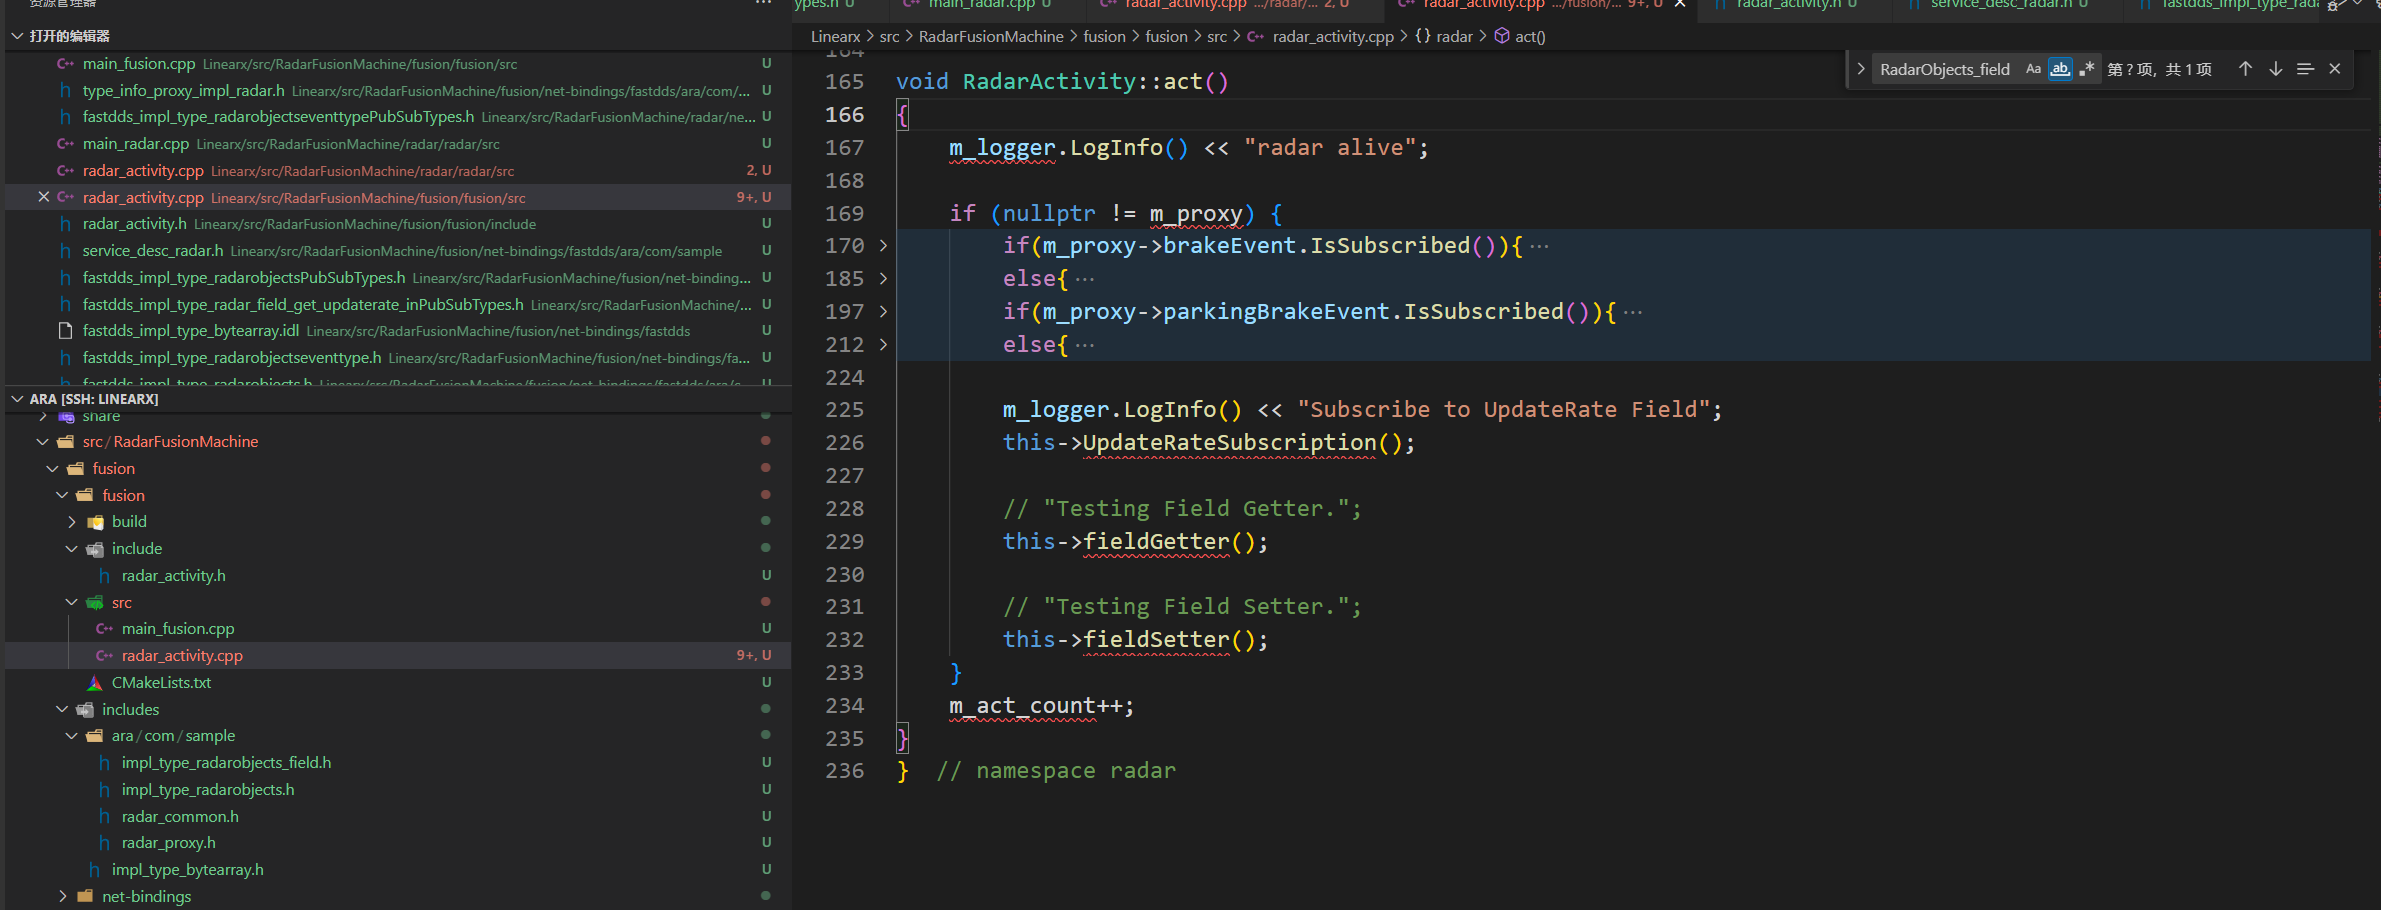 资源管理器
打开的编辑器
main_fusion.cpp Linearx/src/RadarFusionMachine/fusion/fusion/src U
type_info_proxy_impl_radar.h Linearx/src/RadarFusionMachine/fusion/net-bindings/fastdds/ara/com/... U
fastdds_impl_type_radarobjectseventtypePubSubTypes.h Linearx/src/RadarFusionMachine/radar/ne... U
main_radar.cpp Linearx/src/RadarFusionMachine/radar/radar/src U
radar_activity.cpp Linearx/src/RadarFusionMachine/radar/radar/src 2, U
radar_activity.cpp Linearx/src/RadarFusionMachine/fusion/fusion/src 9+, U
radar_activity.h Linearx/src/RadarFusionMachine/fusion/fusion/include U
service_desc_radar.h Linearx/src/RadarFusionMachine/fusion/net-bindings/fastdds/ara/com/sample U
fastdds_impl_type_radarobjectsPubSubTypes.h Linearx/src/RadarFusionMachine/fusion/net-binding... U
fastdds_impl_type_radar_field_get_updaterate_inPubSubTypes.h Linearx/src/RadarFusionMachine/... U
fastdds_impl_type_bytearray.idl Linearx/src/RadarFusionMachine/fusion/net-bindings/fastdds U
fastdds_impl_type_radarobjectseventtype.h Linearx/src/RadarFusionMachine/fusion/net-bindings/fa... U
fastdds_impl_type_radarobjects.h Linearx/src/RadarFusionMachine/fusion/net-bindings/fastdds/ara/c... U
ARA [SSH: LINEARX]
share
src/RadarFusionMachine
fusion
fusion
build
include
radar_activity.h U
src
main_fusion.cpp U
radar_activity.cpp 9+, U
CMakeLists.txt U
includes
ara/com/sample
impl_type_radarobjects_field.h U
impl_type_radarobjects.h U
radar_common.h U
radar_proxy.h U
impl_type_bytearray.h U
net-bindings
ypes.h U main_radar.cpp U radar_activity.cpp .../radar/... 2, U radar_activity.cpp .../fusion/... 9+, U radar_activity.h U service_desc_radar.h U fastdds_impl_type_rada
Linearx > src > RadarFusionMachine > fusion > fusion > src > radar_activity.cpp > {} radar > act()
RadarObjects_field Aa ab .* 第?项, 共1项
164
165 void RadarActivity::act()
166 {
167 m_logger.LogInfo() << "radar alive";
168
169 if (nullptr != m_proxy) {
170 if(m_proxy->brakeEvent.IsSubscribed()){ ···
185 else{ ···
197 if(m_proxy->parkingBrakeEvent.IsSubscribed()){ ···
212 else{ ···
224
225 m_logger.LogInfo() << "Subscribe to UpdateRate Field";
226 this->UpdateRateSubscription();
227
228 // "Testing Field Getter.";
229 this->fieldGetter();
230
231 // "Testing Field Setter.";
232 this->fieldSetter();
233 }
234 m_act_count++;
235 }
236 } // namespace radar